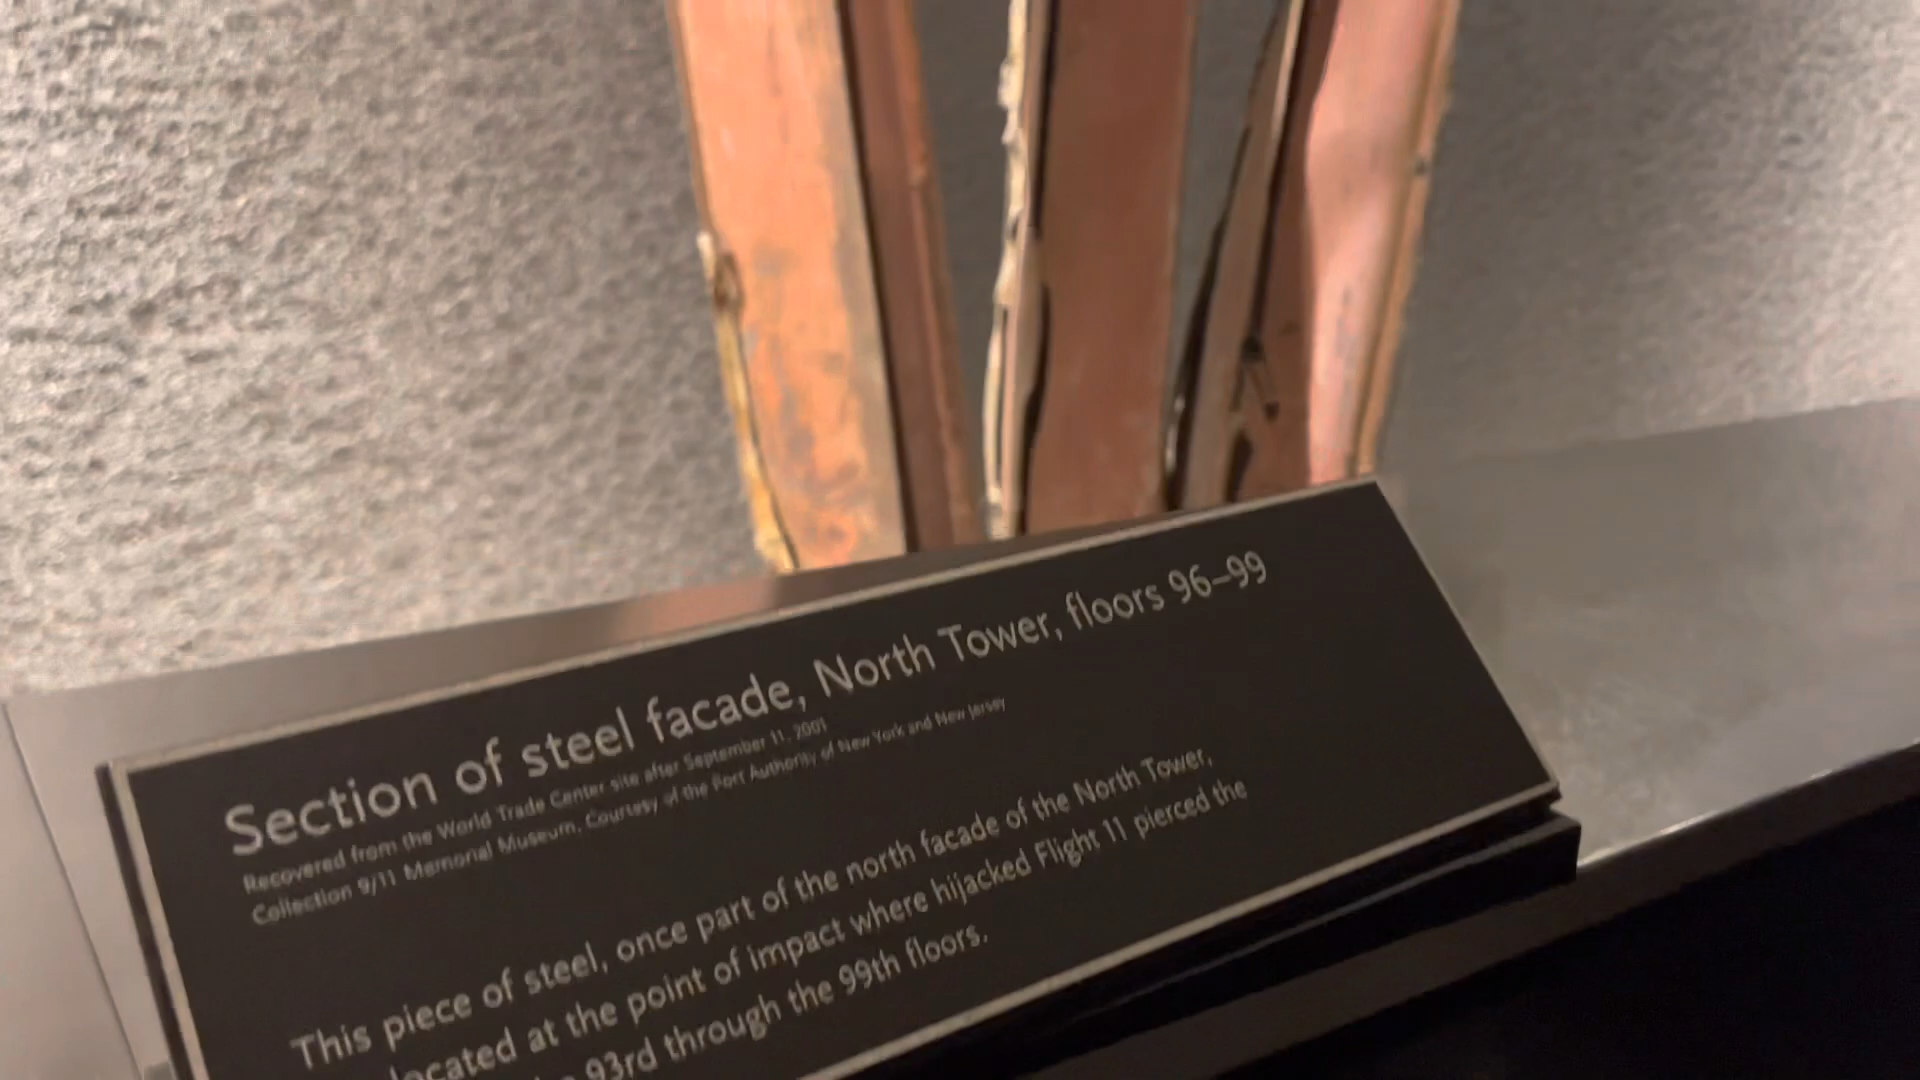 Section of steel facade, North Tower, floors 96–99
Recovered from the World Trade Center site after September 11, 2001
Collection 9/11 Memorial Museum, Courtesy of the Port Authority of New York and New Jersey
This piece of steel, once part of the north facade of the North Tower,
located at the point of impact where hijacked Flight 11 pierced the
93rd through the 99th floors.